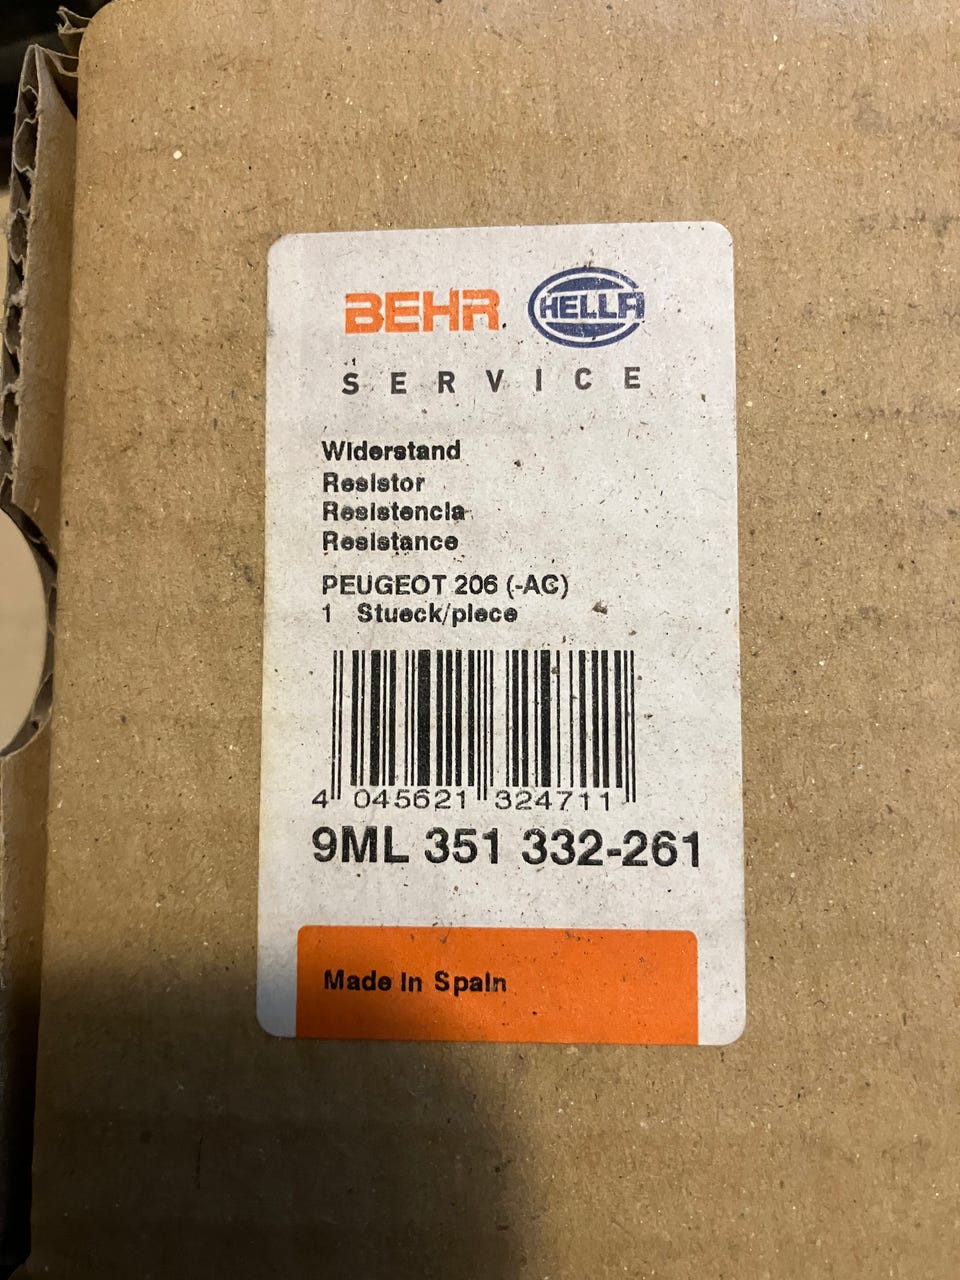 BEHR HELLA
SERVICE
Widerstand
Resistor
Resistencia
Resistance
PEUGEOT 206 (-AC)
1 Stueck/piece
4 045621 324711
9ML 351 332-261
Made in Spain